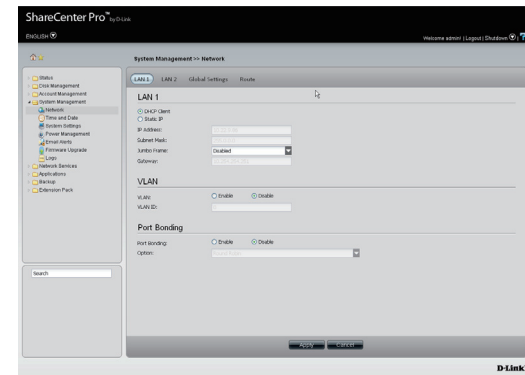 ShareCenter Pro™ by D-Link
ENGLISH
Welcome admin! | Logout | Shutdown | ?
System Management >> Network
Status
Disk Management
Account Management
System Management
Network
Time and Date
System Settings
Power Management
Email Alerts
Firmware Upgrade
Logs
Network Services
Applications
Backup
Extension Pack
Search
LAN 1 LAN 2 Global Settings Route
LAN 1
DHCP Client
Static IP
IP Address:
Subnet Mask:
Jumbo Frame: Disabled
Gateway:
VLAN
VLAN: Enable Disable
VLAN ID:
Port Bonding
Port Bonding: Enable Disable
Option:
Apply Cancel
D-Link